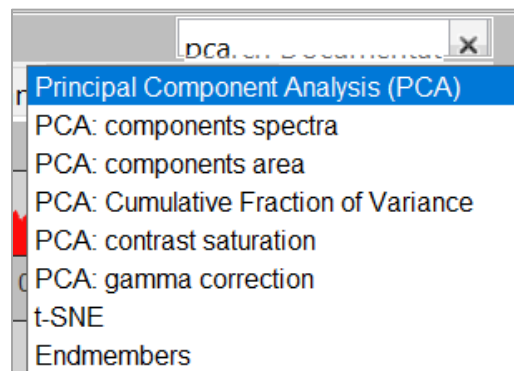 pca
Principal Component Analysis (PCA)
PCA: components spectra
PCA: components area
PCA: Cumulative Fraction of Variance
PCA: contrast saturation
PCA: gamma correction
t-SNE
Endmembers